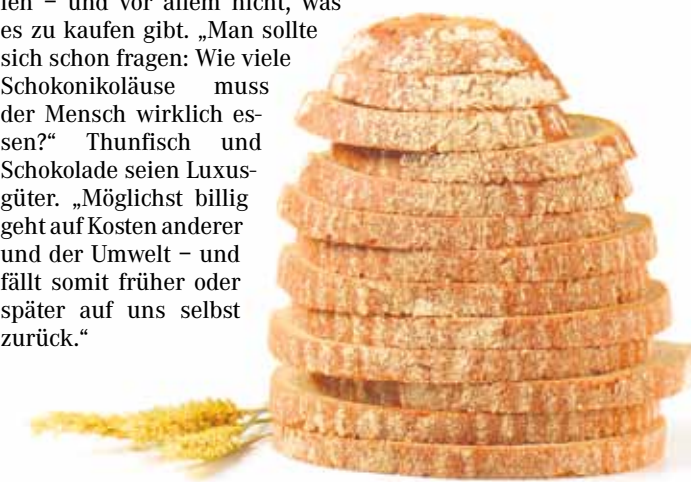 len – und vor allem nicht, was
es zu kaufen gibt. „Man sollte
sich schon fragen: Wie viele
Schokonikoläuse muss
der Mensch wirklich es-
sen?“ Thunfisch und
Schokolade seien Luxus-
güter. „Möglichst billig
geht auf Kosten anderer
und der Umwelt – und
fällt somit früher oder
später auf uns selbst
zurück.“